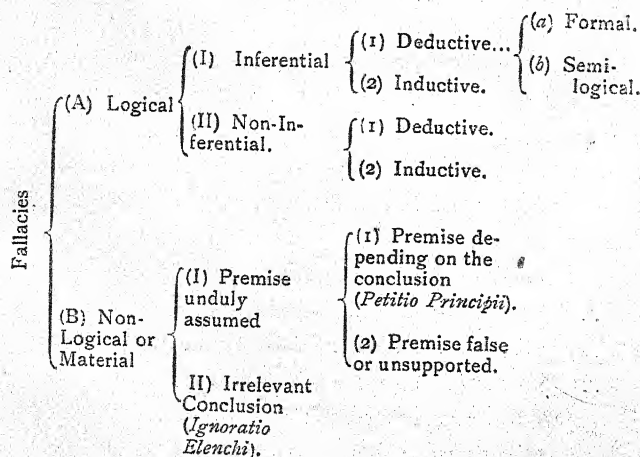 Fallacies
(A) Logical
(I) Inferential
(1) Deductive...
(a) Formal.
(b) Semi-
logical.
(2) Inductive.
(II) Non-In-
ferential.
(1) Deductive.
(2) Inductive.
(B) Non-
Logical or
Material
(I) Premise
unduly
assumed
(1) Premise de-
pending on the
conclusion
(Petitio Principii).
(2) Premise false
or unsupported.
II) Irrelevant
Conclusion
(Ignoratio
Elenchi).